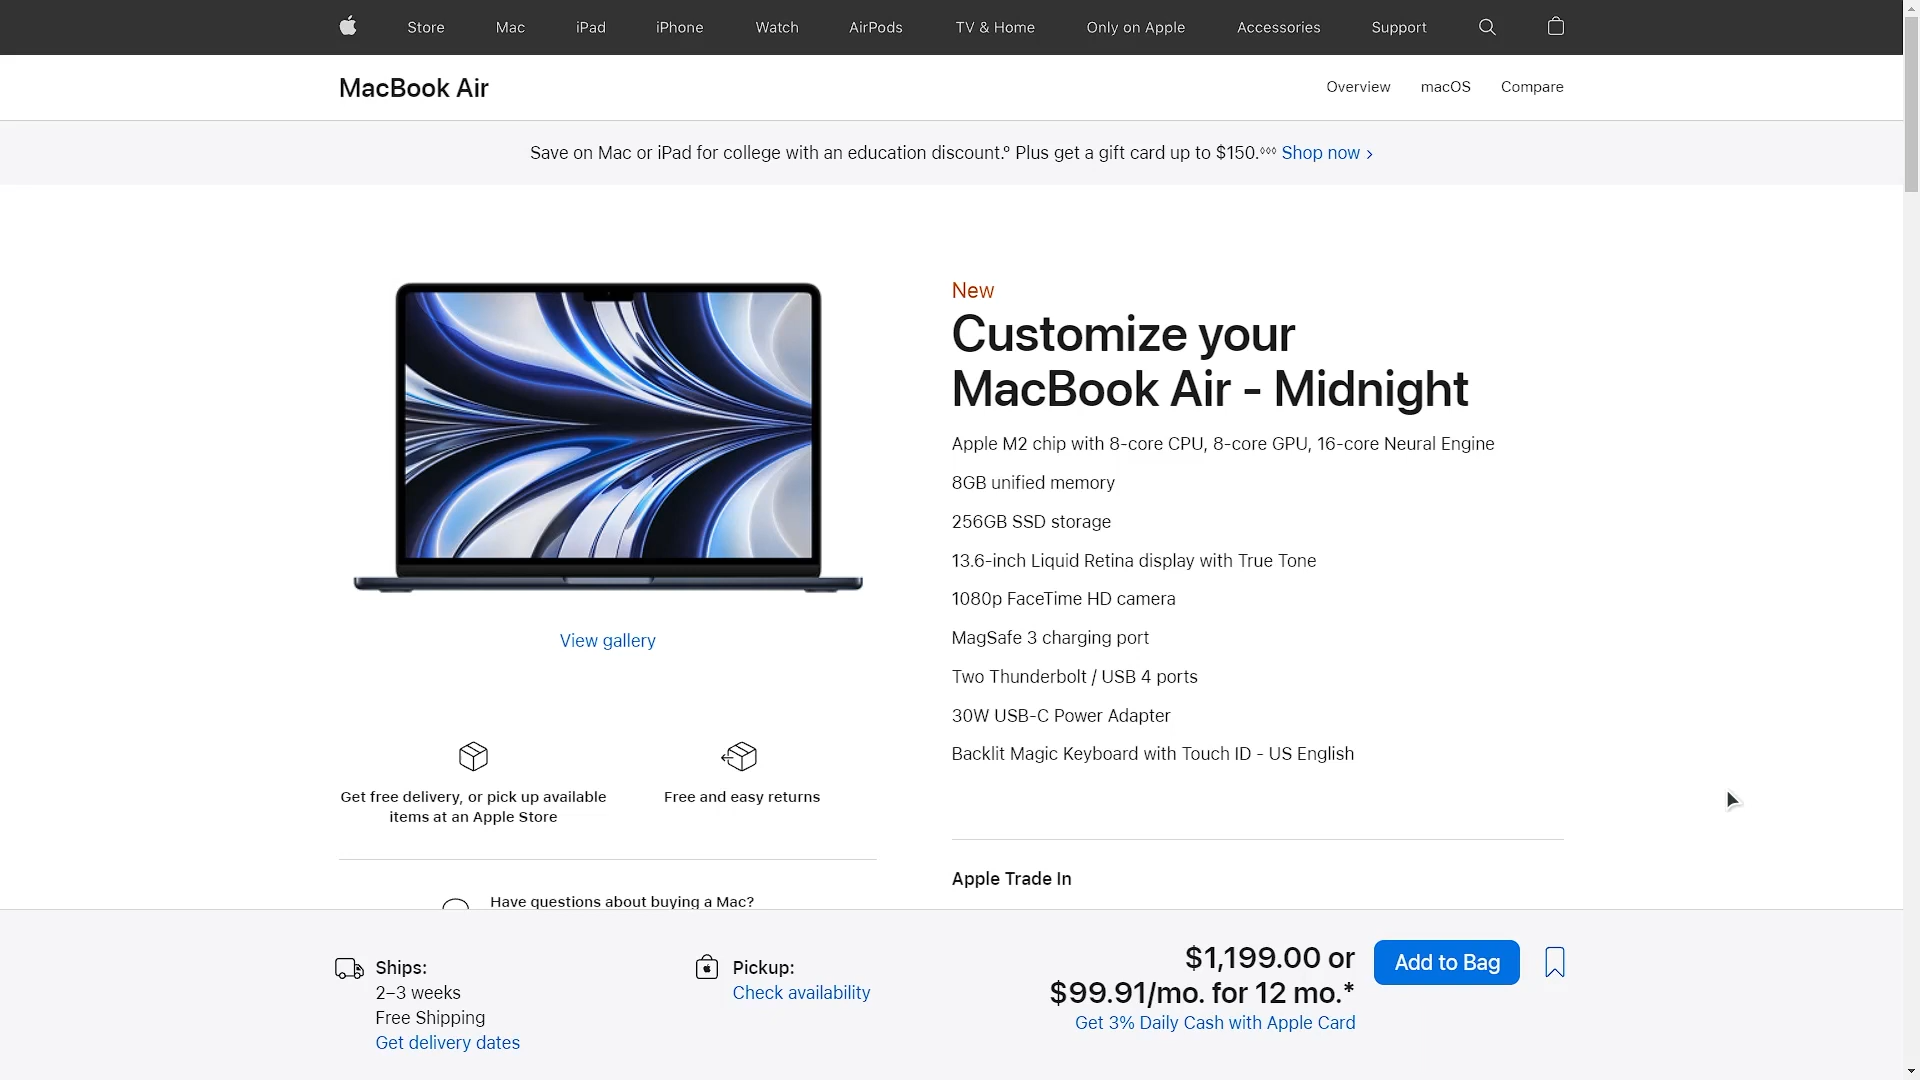 Store Mac iPad iPhone Watch AirPods TV & Home Only on Apple Accessories Support
MacBook Air
Overview macOS Compare
Save on Mac or iPad for college with an education discount.º Plus get a gift card up to $150.◊◊◊ Shop now >
New
Customize your
MacBook Air - Midnight
Apple M2 chip with 8-core CPU, 8-core GPU, 16-core Neural Engine
8GB unified memory
256GB SSD storage
13.6-inch Liquid Retina display with True Tone
1080p FaceTime HD camera
MagSafe 3 charging port
Two Thunderbolt / USB 4 ports
30W USB-C Power Adapter
Backlit Magic Keyboard with Touch ID - US English
View gallery
Get free delivery, or pick up available
items at an Apple Store
Free and easy returns
Apple Trade In
Have questions about buying a Mac?
Ships:
2–3 weeks
Free Shipping
Get delivery dates
Pickup:
Check availability
$1,199.00 or
$99.91/mo. for 12 mo.*
Get 3% Daily Cash with Apple Card
Add to Bag